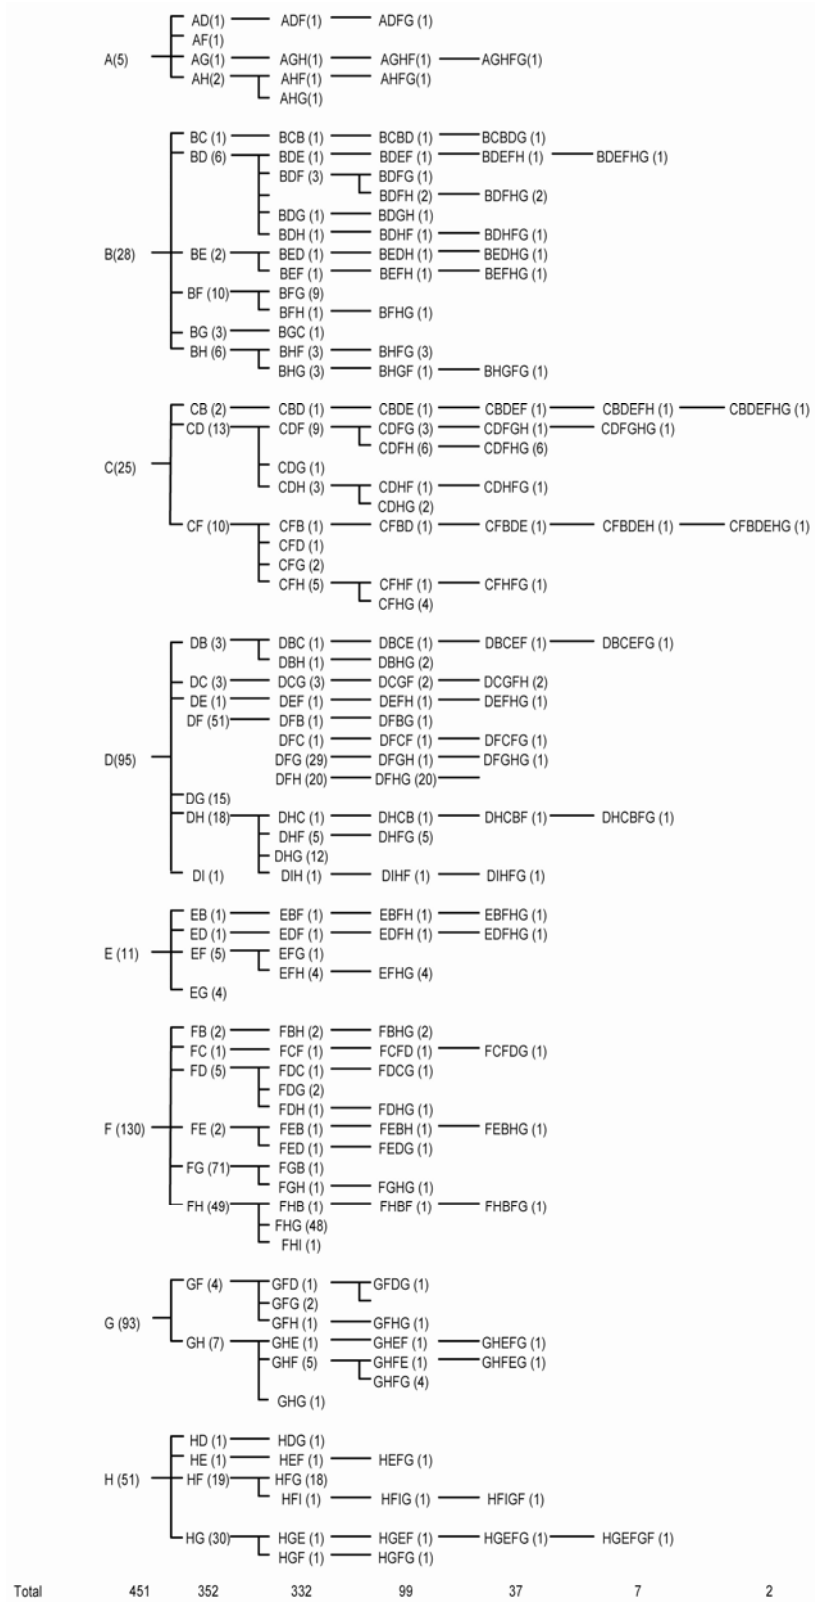 AD(1) ADF(1) ADFG (1)
AF(1)
A(5) AG(1) AGH(1) AGHF(1) AGHFG(1)
AH(2) AHF(1) AHFG(1)
AHG(1)
BC (1) BCB (1) BCBD (1) BCBDG (1)
BD (6) BDE (1) BDEF (1) BDEFH (1) BDEFHG (1)
BDF (3) BDFG (1)
BDFH (2) BDFHG (2)
BDG (1) BDGH (1)
BDH (1) BDHF (1) BDHFG (1)
B(28) BE (2) BED (1) BEDH (1) BEDHG (1)
BEF (1) BEFH (1) BEFHG (1)
BF (10) BFG (9)
BFH (1) BFHG (1)
BG (3) BGC (1)
BH (6) BHF (3) BHFG (3)
BHG (3) BHGF (1) BHGFG (1)
CB (2) CBD (1) CBDE (1) CBDEF (1) CBDEFH (1) CBDEFHG (1)
CD (13) CDF (9) CDFG (3) CDFGH (1) CDFGHG (1)
CDFH (6) CDFHG (6)
C(25) CDG (1)
CDH (3) CDHF (1) CDHFG (1)
CDHG (2)
CF (10) CFB (1) CFBD (1) CFBDE (1) CFBDEH (1) CFBDEHG (1)
CFD (1)
CFG (2)
CFH (5) CFHF (1) CFHFG (1)
CFHG (4)
DB (3) DBC (1) DBCE (1) DBCEF (1) DBCEFG (1)
DBH (1) DBHG (2)
DC (3) DCG (3) DCGF (2) DCGFH (2)
DE (1) DEF (1) DEFH (1) DEFHG (1)
DF (51) DFB (1) DFBG (1)
DFC (1) DFCF (1) DFCFG (1)
D(95) DFG (29) DFGH (1) DFGHG (1)
DFH (20) DFHG (20)
DG (15)
DH (18) DHC (1) DHCB (1) DHCBF (1) DHCBFG (1)
DHF (5) DHFG (5)
DHG (12)
DI (1) DIH (1) DIHF (1) DIHFG (1)
EB (1) EBF (1) EBFH (1) EBFHG (1)
ED (1) EDF (1) EDFH (1) EDFHG (1)
E (11) EF (5) EFG (1)
EFH (4) EFHG (4)
EG (4)
FB (2) FBH (2) FBHG (2)
FC (1) FCF (1) FCFD (1) FCFDG (1)
FD (5) FDC (1) FDCG (1)
FDG (2)
FDH (1) FDHG (1)
F (130) FE (2) FEB (1) FEBH (1) FEBHG (1)
FED (1) FEDG (1)
FG (71) FGB (1)
FGH (1) FGHG (1)
FH (49) FHB (1) FHBF (1) FHBFG (1)
FHG (48)
FHI (1)
GF (4) GFD (1) GFDG (1)
GFG (2)
G (93) GFH (1) GFHG (1)
GH (7) GHE (1) GHEF (1) GHEFG (1)
GHF (5) GHFE (1) GHFEG (1)
GHFG (4)
GHG (1)
HD (1) HDG (1)
HE (1) HEF (1) HEFG (1)
H (51) HF (19) HFG (18)
HFI (1) HFIG (1) HFIGF (1)
HG (30) HGE (1) HGEF (1) HGEFG (1) HGEFGF (1)
HGF (1) HGFG (1)
Total 451 352 332 99 37 7 2